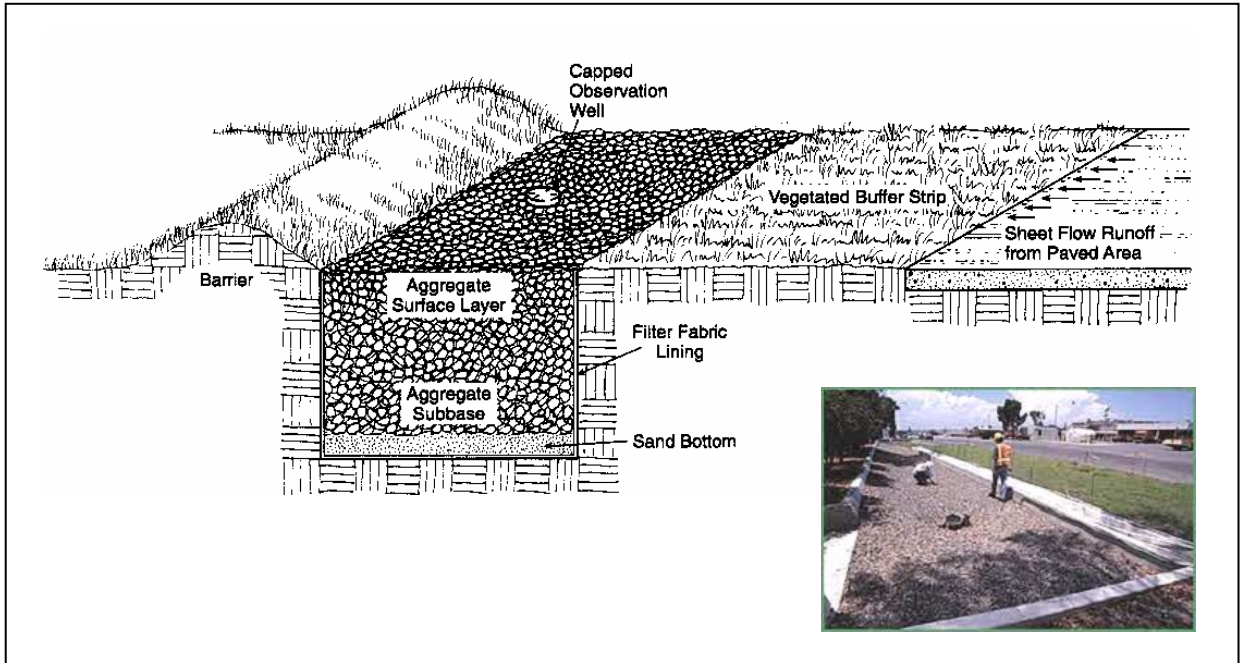 Capped
Observation
Well
Vegetated Buffer Strip
Sheet Flow Runoff
from Paved Area
Barrier
Aggregate
Surface Layer
Filter Fabric
Lining
Aggregate
Subbase
Sand Bottom